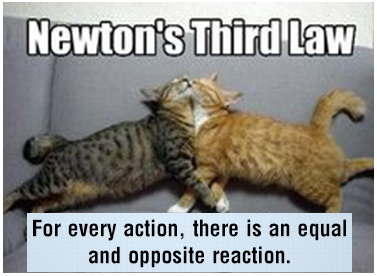 Newton's Third Law
For every action, there is an equal
and opposite reaction.